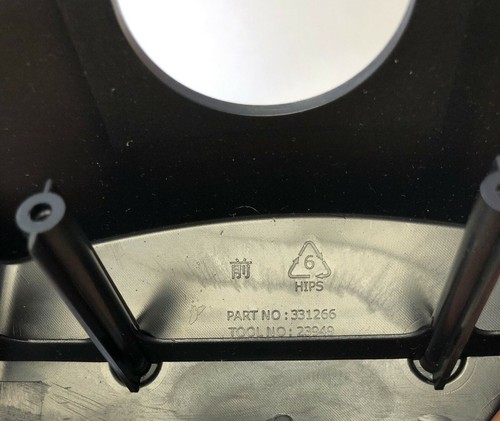 前
6
HIPS
PART NO : 331266
TOOL NO : 23949